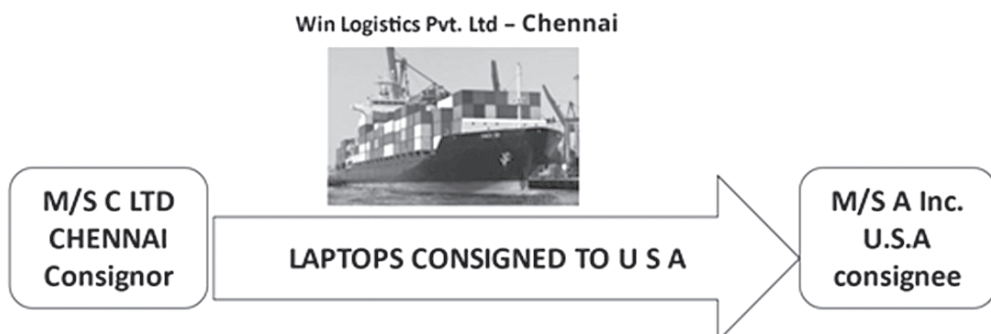 Win Logistics Pvt. Ltd – Chennai
M/S C LTD
CHENNAI
Consignor
LAPTOPS CONSIGNED TO U S A
M/S A Inc.
U.S.A
consignee